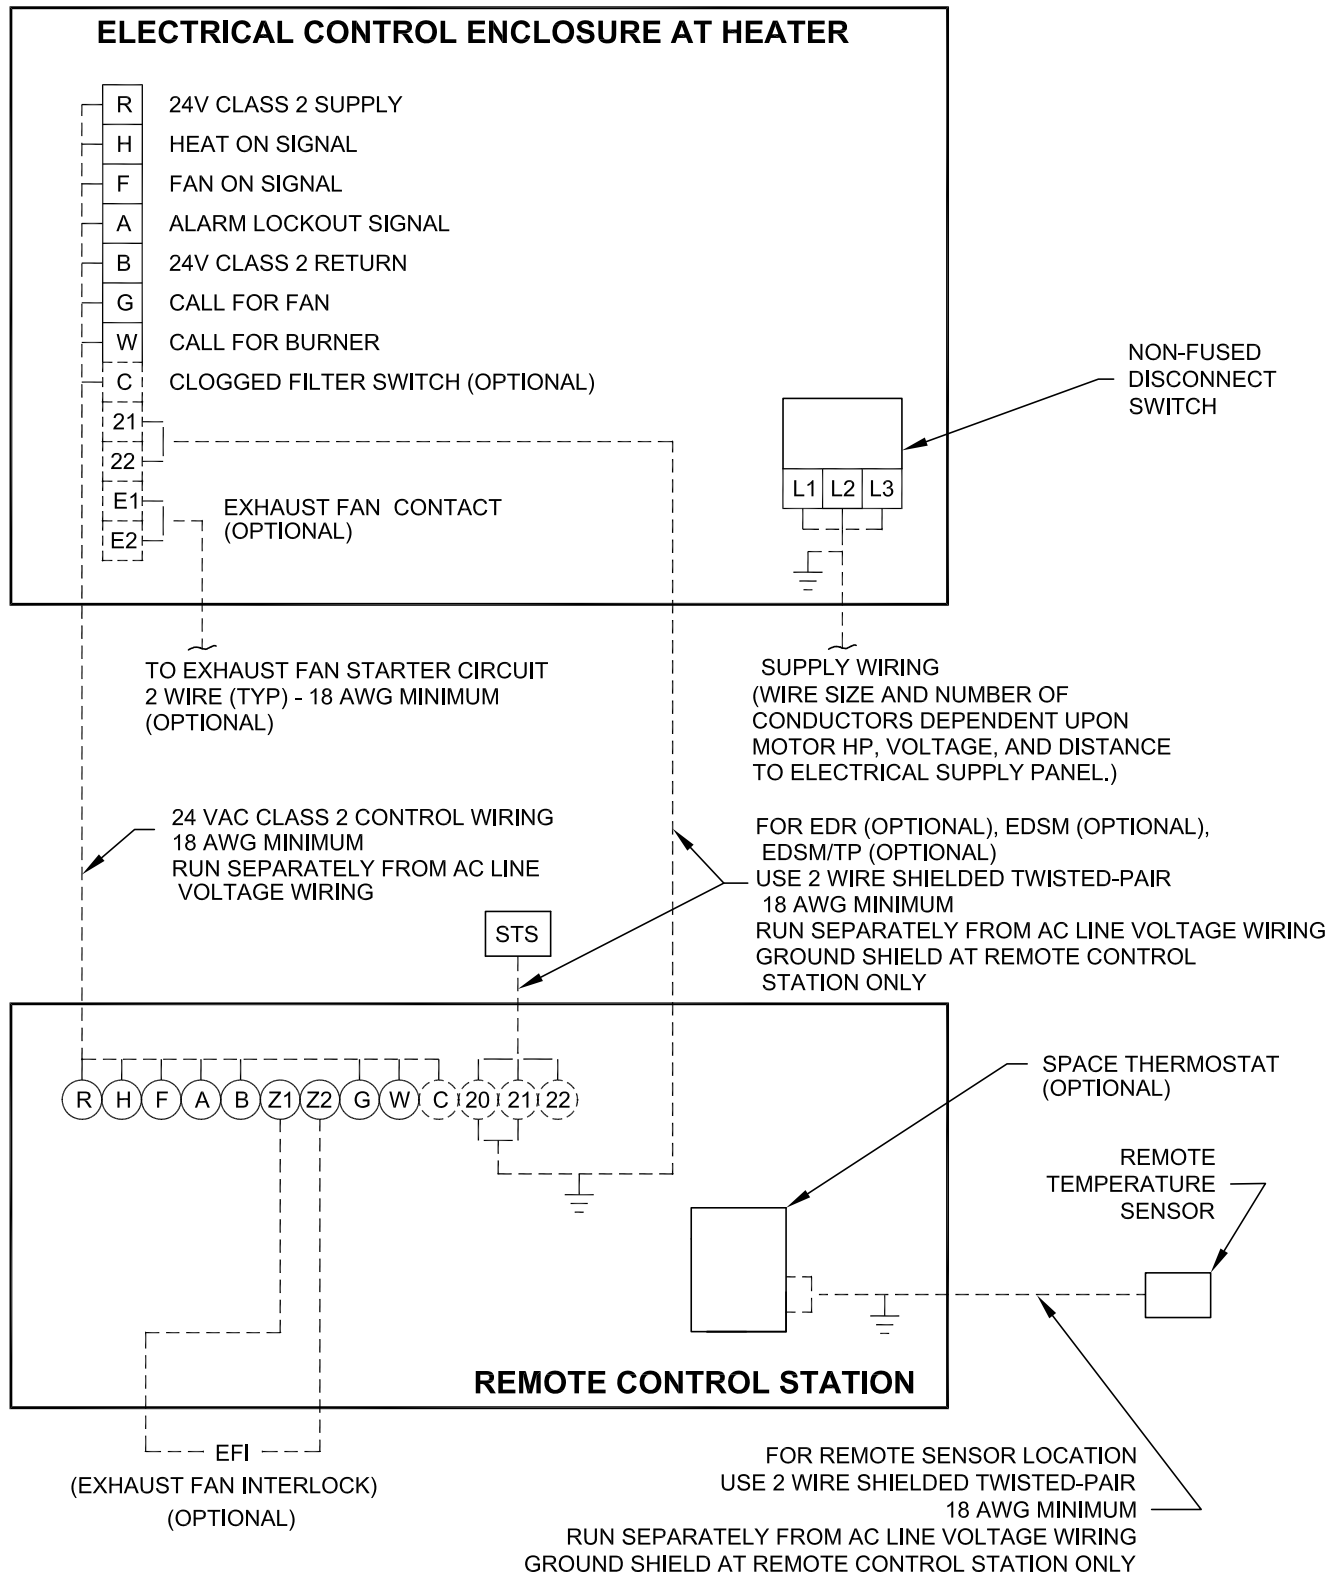 ELECTRICAL CONTROL ENCLOSURE AT HEATER
R 24V CLASS 2 SUPPLY
H HEAT ON SIGNAL
F FAN ON SIGNAL
A ALARM LOCKOUT SIGNAL
B 24V CLASS 2 RETURN
G CALL FOR FAN
W CALL FOR BURNER
C CLOGGED FILTER SWITCH (OPTIONAL)
21
22
E1
E2
EXHAUST FAN CONTACT
(OPTIONAL)
NON-FUSED
DISCONNECT
SWITCH
L1 L2 L3
TO EXHAUST FAN STARTER CIRCUIT
2 WIRE (TYP) - 18 AWG MINIMUM
(OPTIONAL)
SUPPLY WIRING
(WIRE SIZE AND NUMBER OF
CONDUCTORS DEPENDENT UPON
MOTOR HP, VOLTAGE, AND DISTANCE
TO ELECTRICAL SUPPLY PANEL.)
24 VAC CLASS 2 CONTROL WIRING
18 AWG MINIMUM
RUN SEPARATELY FROM AC LINE
VOLTAGE WIRING
FOR EDR (OPTIONAL), EDSM (OPTIONAL),
EDSM/TP (OPTIONAL)
USE 2 WIRE SHIELDED TWISTED-PAIR
18 AWG MINIMUM
RUN SEPARATELY FROM AC LINE VOLTAGE WIRING
GROUND SHIELD AT REMOTE CONTROL
STATION ONLY
STS
R H F A B Z1 Z2 G W C 20 21 22
SPACE THERMOSTAT
(OPTIONAL)
REMOTE
TEMPERATURE
SENSOR
REMOTE CONTROL STATION
EFI
(EXHAUST FAN INTERLOCK)
(OPTIONAL)
FOR REMOTE SENSOR LOCATION
USE 2 WIRE SHIELDED TWISTED-PAIR
18 AWG MINIMUM
RUN SEPARATELY FROM AC LINE VOLTAGE WIRING
GROUND SHIELD AT REMOTE CONTROL STATION ONLY